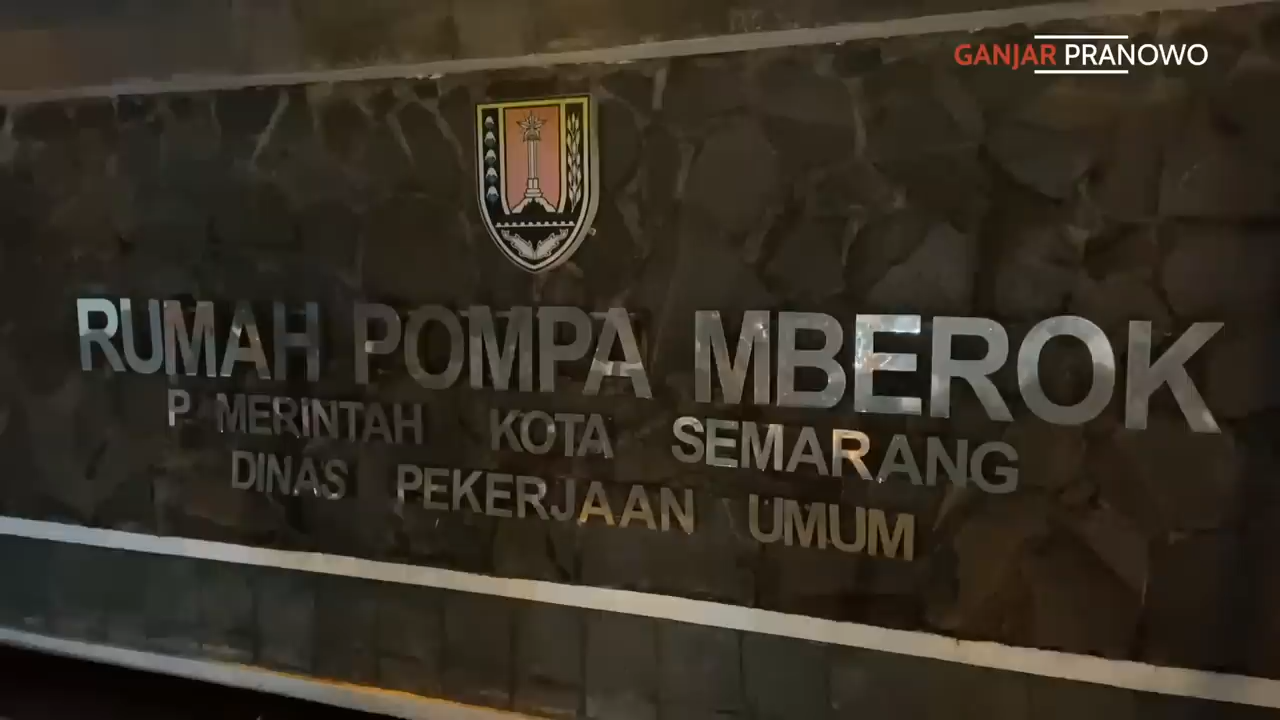 GANJAR PRANOWO
RUMAH POMPA MBEROK
P MERINTAH KOTA SEMARANG
DINAS PEKERJAAN UMUM